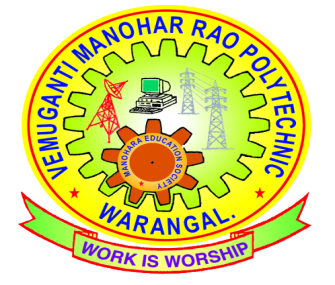 VEMUGANTI MANOHAR RAO POLYTECHNIC
WARANGAL.
MANOHARA EDUCATION SOCIETY
WORK IS WORSHIP